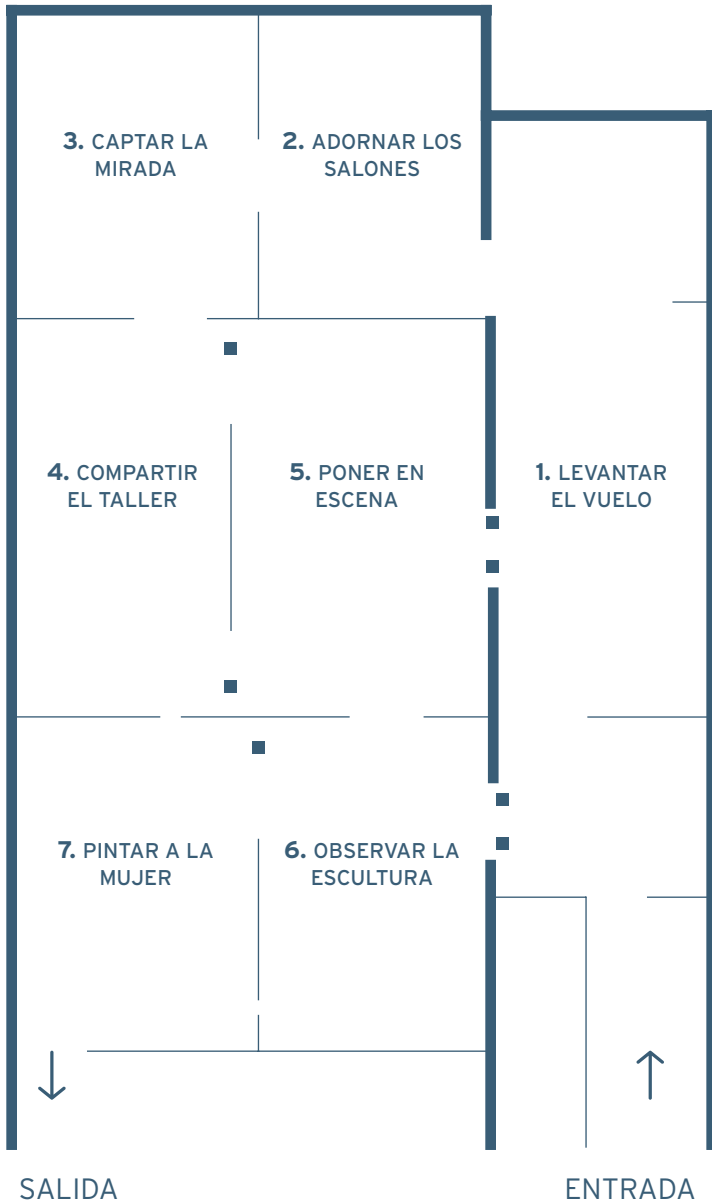 3. CAPTAR LA
MIRADA
2. ADORNAR LOS
SALONES
4. COMPARTIR
EL TALLER
5. PONER EN
ESCENA
1. LEVANTAR
EL VUELO
7. PINTAR A LA
MUJER
6. OBSERVAR LA
ESCULTURA
SALIDA
ENTRADA